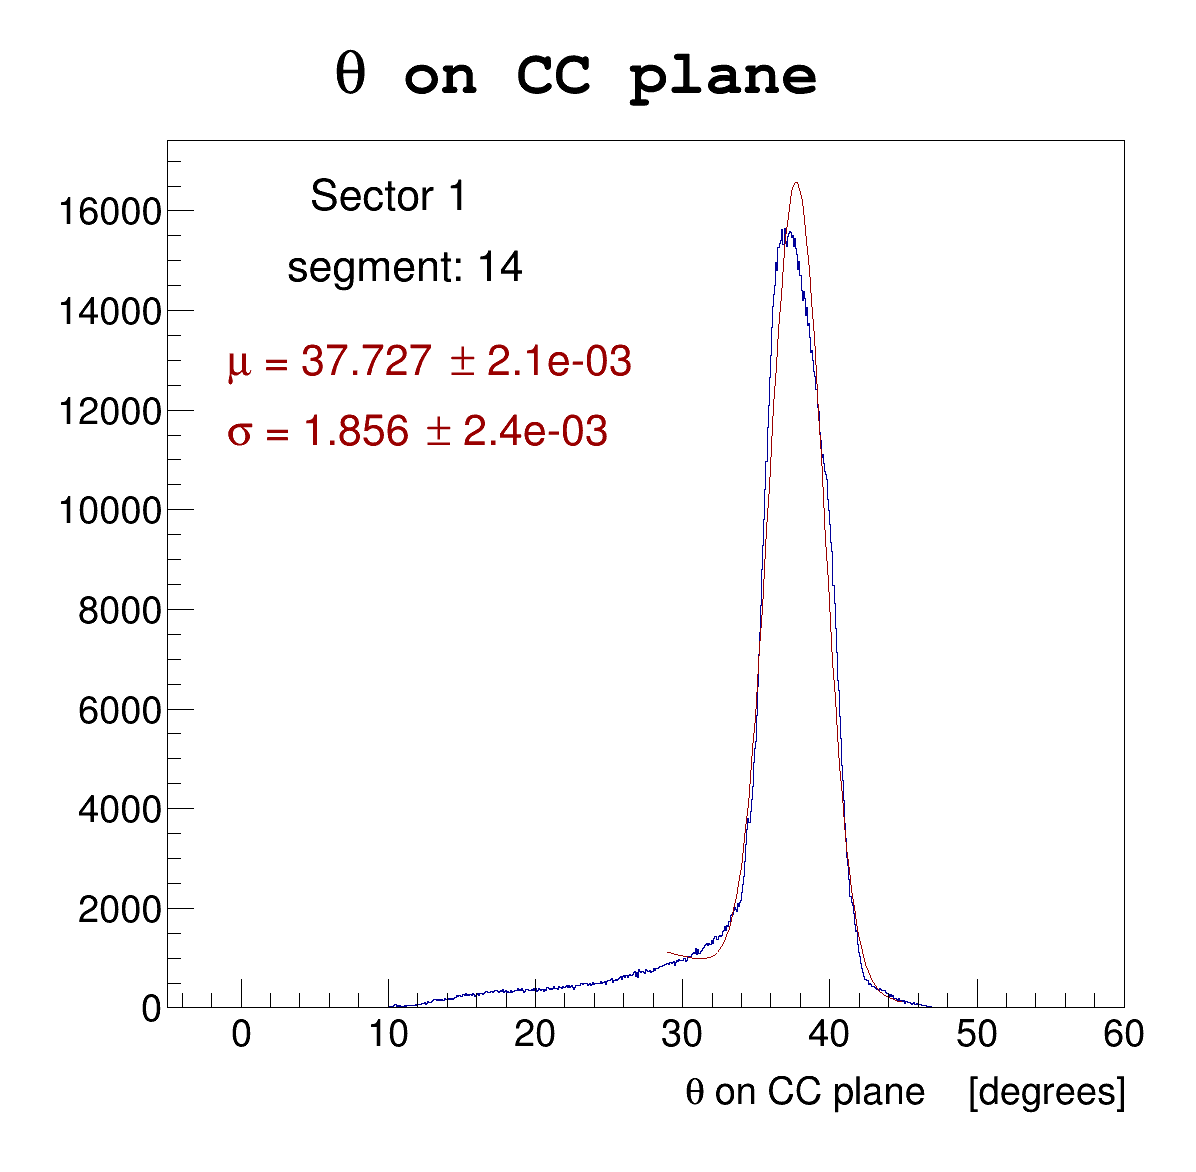 θ on CC plane
Sector 1
segment: 14
μ = 37.727 ± 2.1e-03
σ = 1.856 ± 2.4e-03
16000
14000
12000
10000
8000
6000
4000
2000
0
0 10 20 30 40 50 60
θ on CC plane [degrees]